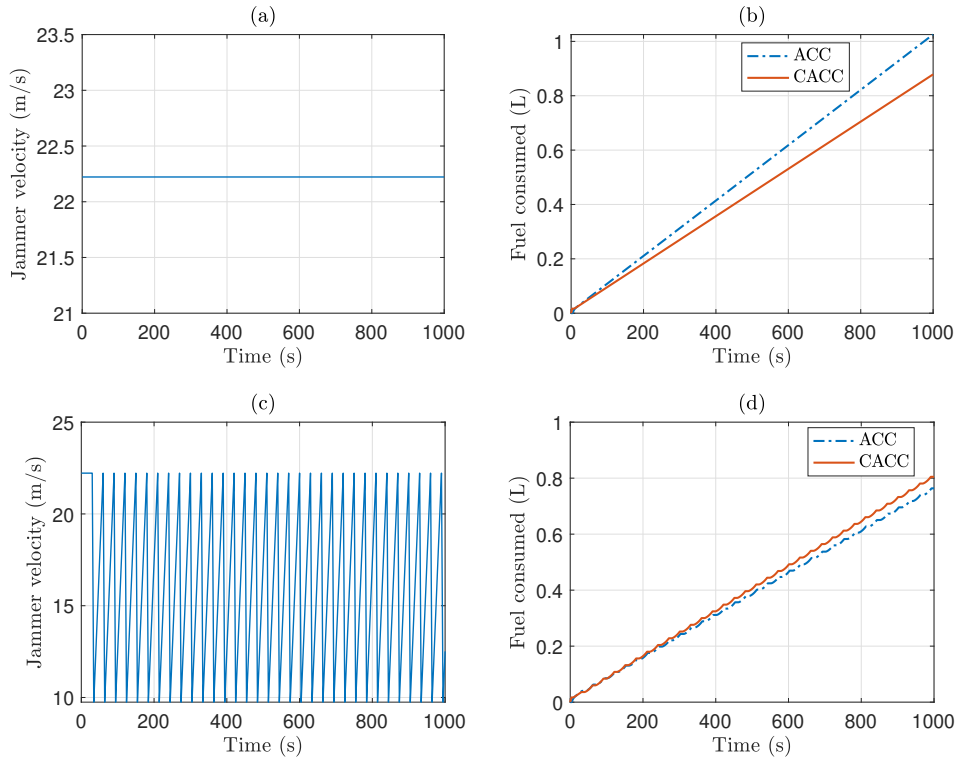 (a)
23.5
23
22.5
22
21.5
21
Jammer velocity (m/s)
0 200 400 600 800 1000
Time (s)
(b)
1
0.8
0.6
0.4
0.2
0
Fuel consumed (L)
ACC
CACC
0 200 400 600 800 1000
Time (s)
(c)
25
20
15
10
Jammer velocity (m/s)
0 200 400 600 800 1000
Time (s)
(d)
1
0.8
0.6
0.4
0.2
0
Fuel consumed (L)
ACC
CACC
0 200 400 600 800 1000
Time (s)